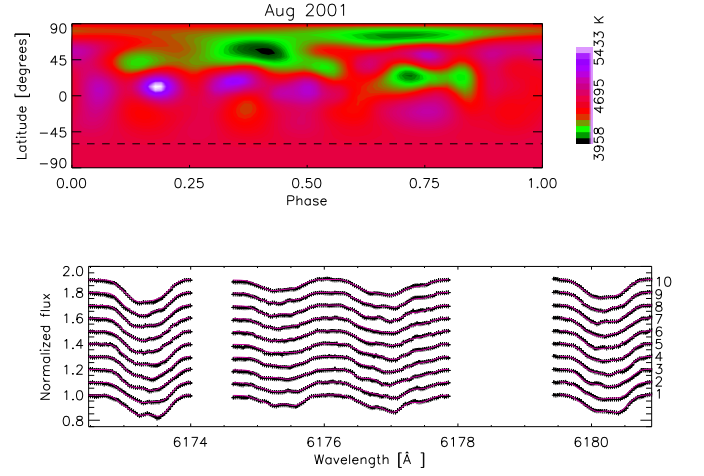 Aug 2001
Latitude [degrees]
90
45
0
−45
−90
0.00 0.25 0.50 0.75 1.00
Phase
3958 4695 5433 K
Normalized flux
2.0
1.8
1.6
1.4
1.2
1.0
0.8
10
9
8
7
6
5
4
3
2
1
6174 6176 6178 6180
Wavelength [Å]